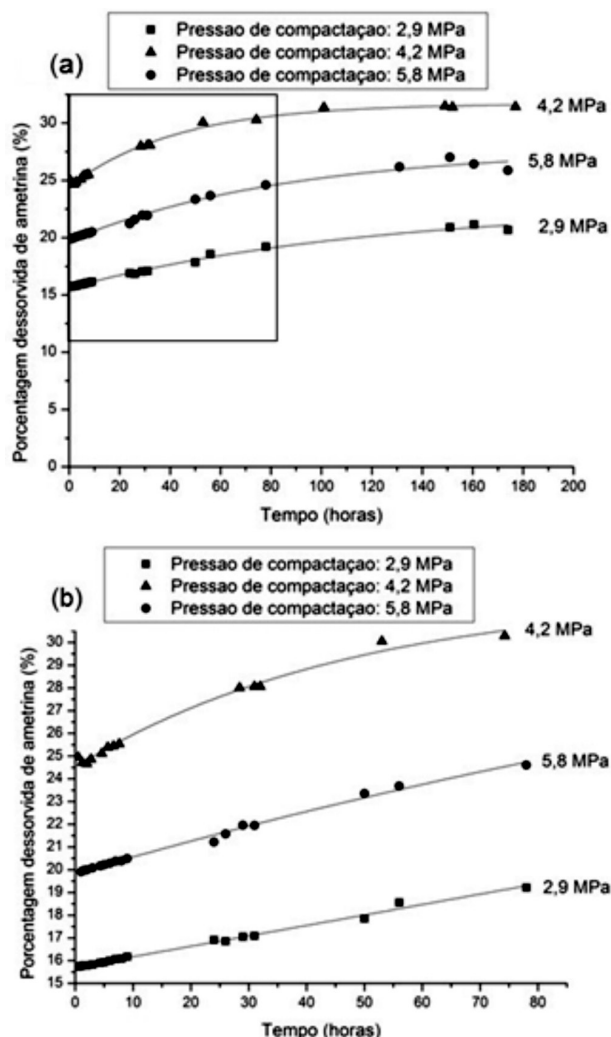 Pressao de compactaçao: 2,9 MPa
Pressao de compactaçao: 4,2 MPa
Pressao de compactaçao: 5,8 MPa
(a)
Porcentagem dessorvida de ametrina (%)
30
25
20
15
10
5
0
4,2 MPa
5,8 MPa
2,9 MPa
0 20 40 60 80 100 120 140 160 180 200
Tempo (horas)
Pressao de compactaçao: 2,9 MPa
Pressao de compactaçao: 4,2 MPa
Pressao de compactaçao: 5,8 MPa
(b)
Porcentagem dessorvida de ametrina (%)
30
28
26
25
24
22
21
20
18
17
16
15
4,2 MPa
5,8 MPa
2,9 MPa
0 10 20 30 40 50 60 70 80
Tempo (horas)